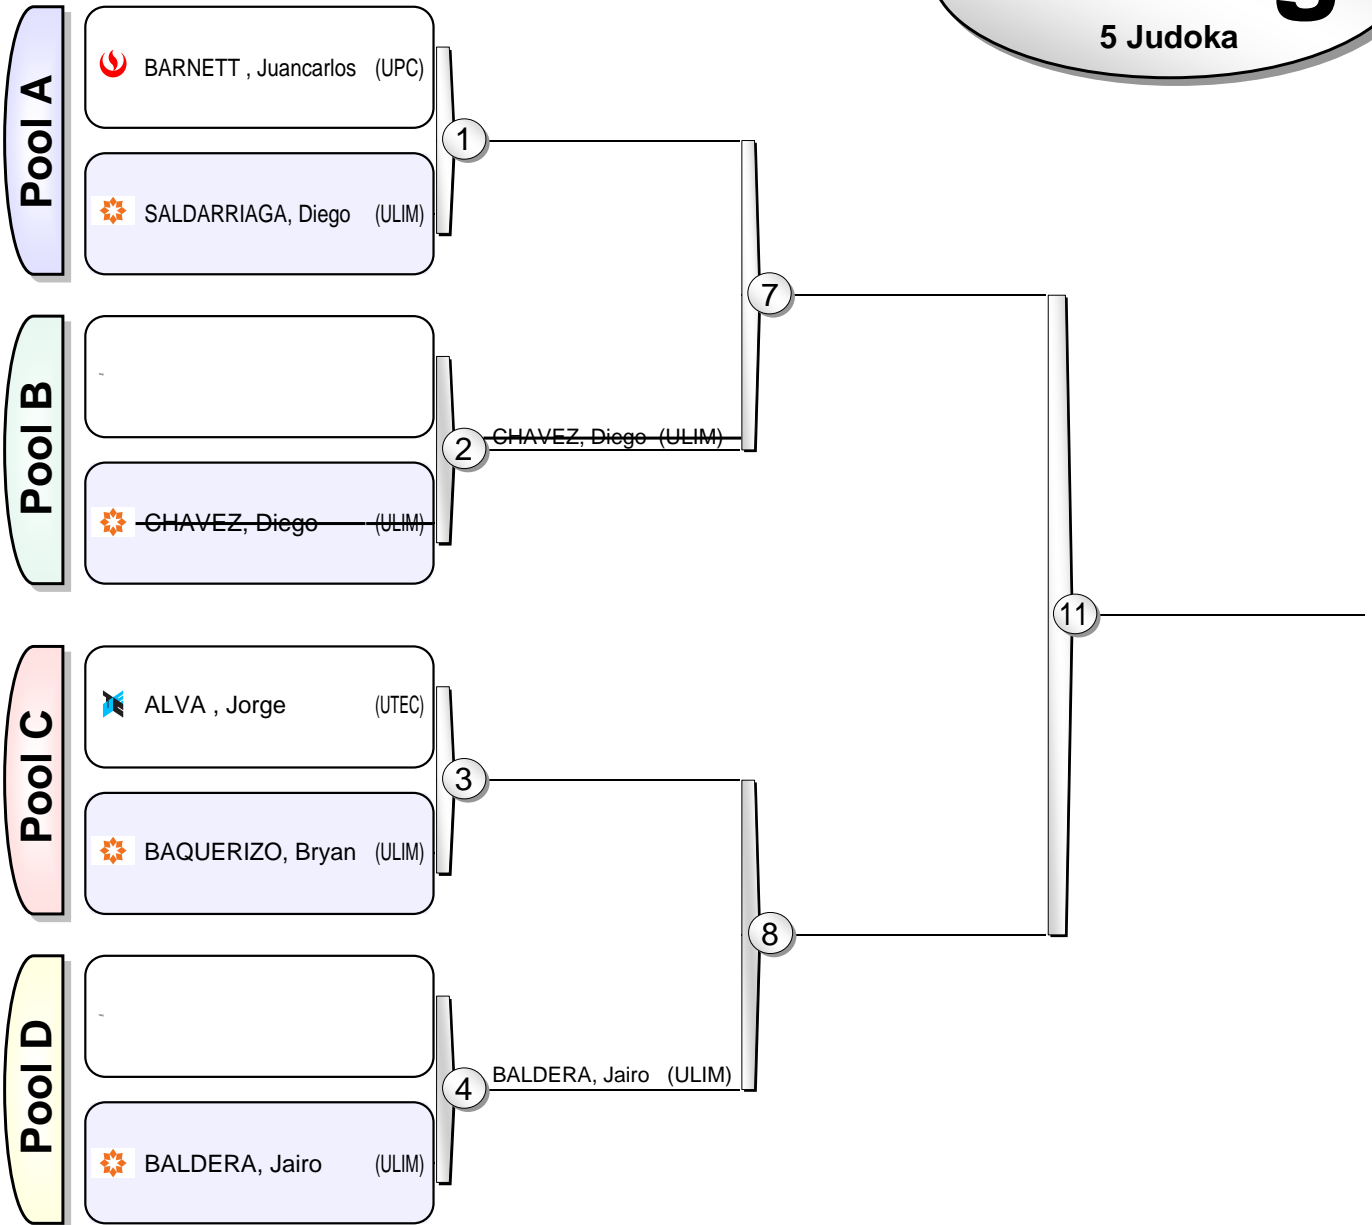 5 Judoka
Pool A
BARNETT , Juancarlos (UPC)
1
SALDARRIAGA, Diego (ULIM)
7
Pool B
-
2
CHAVEZ, Diego (ULIM)
CHAVEZ, Diego (ULIM)
11
Pool C
ALVA , Jorge (UTEC)
3
BAQUERIZO, Bryan (ULIM)
8
Pool D
-
4
BALDERA, Jairo (ULIM)
BALDERA, Jairo (ULIM)